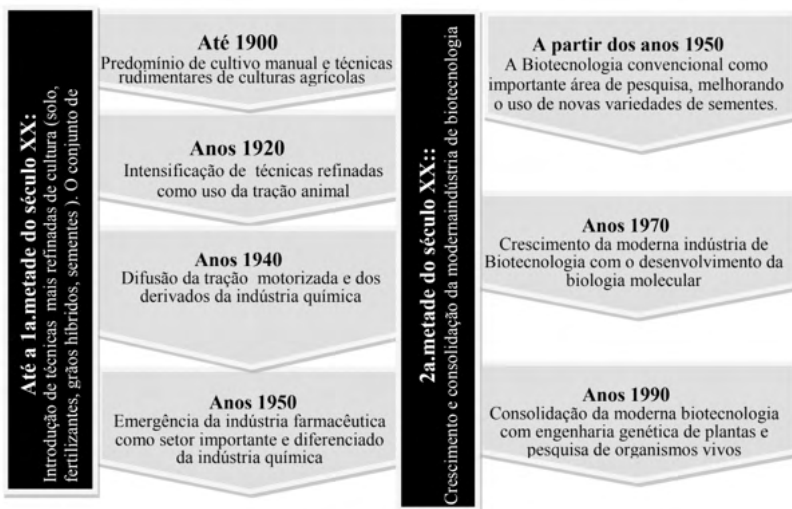 Até a 1a.metade do século XX:
Introdução de técnicas mais refinadas de cultura (solo,
fertilizantes, grãos híbridos, sementes ). O conjunto de
Até 1900
Predomínio de cultivo manual e técnicas
rudimentares de culturas agrícolas
Anos 1920
Intensificação de técnicas refinadas
como uso da tração animal
Anos 1940
Difusão da tração motorizada e dos
derivados da indústria química
Anos 1950
Emergência da indústria farmacêutica
como setor importante e diferenciado
da indústria química
2a.metade do século XX::
Crescimento e consolidação da modernaindústria de biotecnologia
A partir dos anos 1950
A Biotecnologia convencional como
importante área de pesquisa, melhorando
o uso de novas variedades de sementes.
Anos 1970
Crescimento da moderna indústria de
Biotecnologia com o desenvolvimento da
biologia molecular
Anos 1990
Consolidação da moderna biotecnologia
com engenharia genética de plantas e
pesquisa de organismos vivos